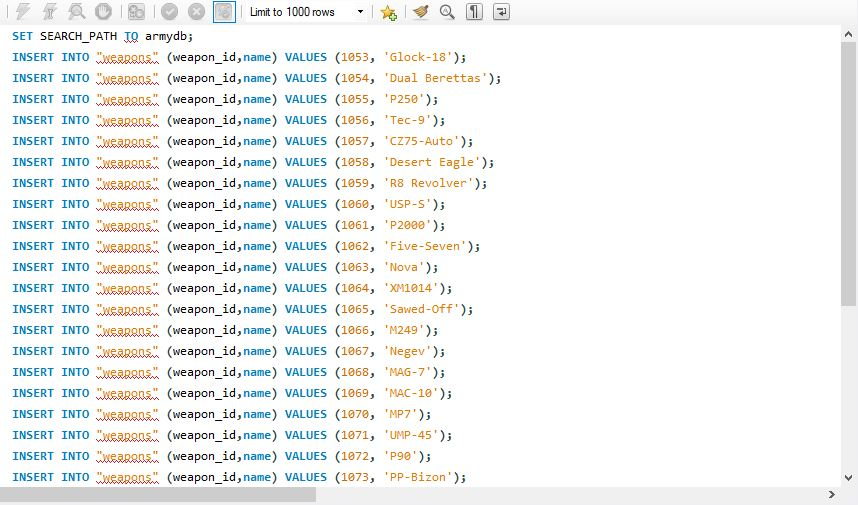 Limit to 1000 rows
SET SEARCH_PATH TO armydb;
INSERT INTO "weapons" (weapon_id,name) VALUES (1053, 'Glock-18');
INSERT INTO "weapons" (weapon_id,name) VALUES (1054, 'Dual Berettas');
INSERT INTO "weapons" (weapon_id,name) VALUES (1055, 'P250');
INSERT INTO "weapons" (weapon_id,name) VALUES (1056, 'Tec-9');
INSERT INTO "weapons" (weapon_id,name) VALUES (1057, 'CZ75-Auto');
INSERT INTO "weapons" (weapon_id,name) VALUES (1058, 'Desert Eagle');
INSERT INTO "weapons" (weapon_id,name) VALUES (1059, 'R8 Revolver');
INSERT INTO "weapons" (weapon_id,name) VALUES (1060, 'USP-S');
INSERT INTO "weapons" (weapon_id,name) VALUES (1061, 'P2000');
INSERT INTO "weapons" (weapon_id,name) VALUES (1062, 'Five-Seven');
INSERT INTO "weapons" (weapon_id,name) VALUES (1063, 'Nova');
INSERT INTO "weapons" (weapon_id,name) VALUES (1064, 'XM1014');
INSERT INTO "weapons" (weapon_id,name) VALUES (1065, 'Sawed-Off');
INSERT INTO "weapons" (weapon_id,name) VALUES (1066, 'M249');
INSERT INTO "weapons" (weapon_id,name) VALUES (1067, 'Negev');
INSERT INTO "weapons" (weapon_id,name) VALUES (1068, 'MAG-7');
INSERT INTO "weapons" (weapon_id,name) VALUES (1069, 'MAC-10');
INSERT INTO "weapons" (weapon_id,name) VALUES (1070, 'MP7');
INSERT INTO "weapons" (weapon_id,name) VALUES (1071, 'UMP-45');
INSERT INTO "weapons" (weapon_id,name) VALUES (1072, 'P90');
INSERT INTO "weapons" (weapon_id,name) VALUES (1073, 'PP-Bizon');